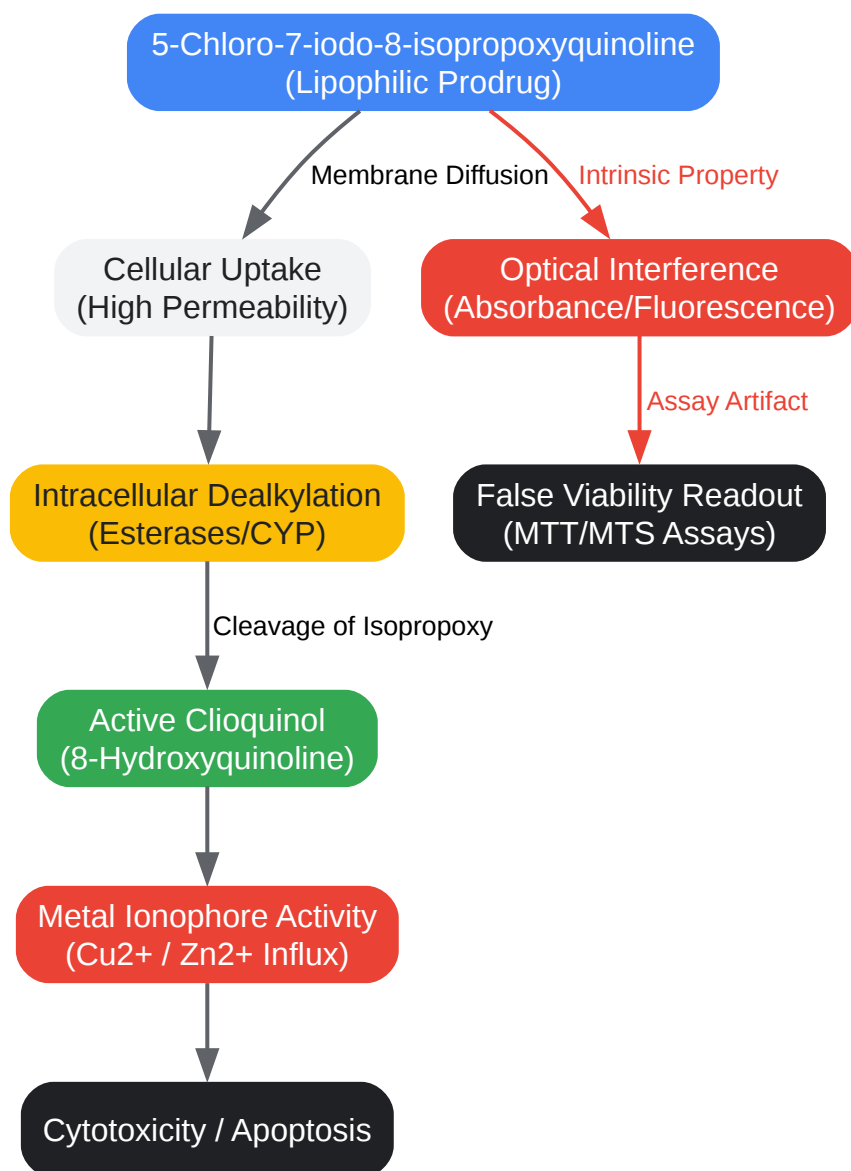 5-Chloro-7-iodo-8-isopropoxyquinoline
(Lipophilic Prodrug)
Membrane Diffusion
Intrinsic Property
Cellular Uptake
(High Permeability)
Optical Interference
(Absorbance/Fluorescence)
Assay Artifact
Intracellular Dealkylation
(Esterases/CYP)
False Viability Readout
(MTT/MTS Assays)
Cleavage of Isopropoxy
Active Clioquinol
(8-Hydroxyquinoline)
Metal Ionophore Activity
(Cu2+ / Zn2+ Influx)
Cytotoxicity / Apoptosis